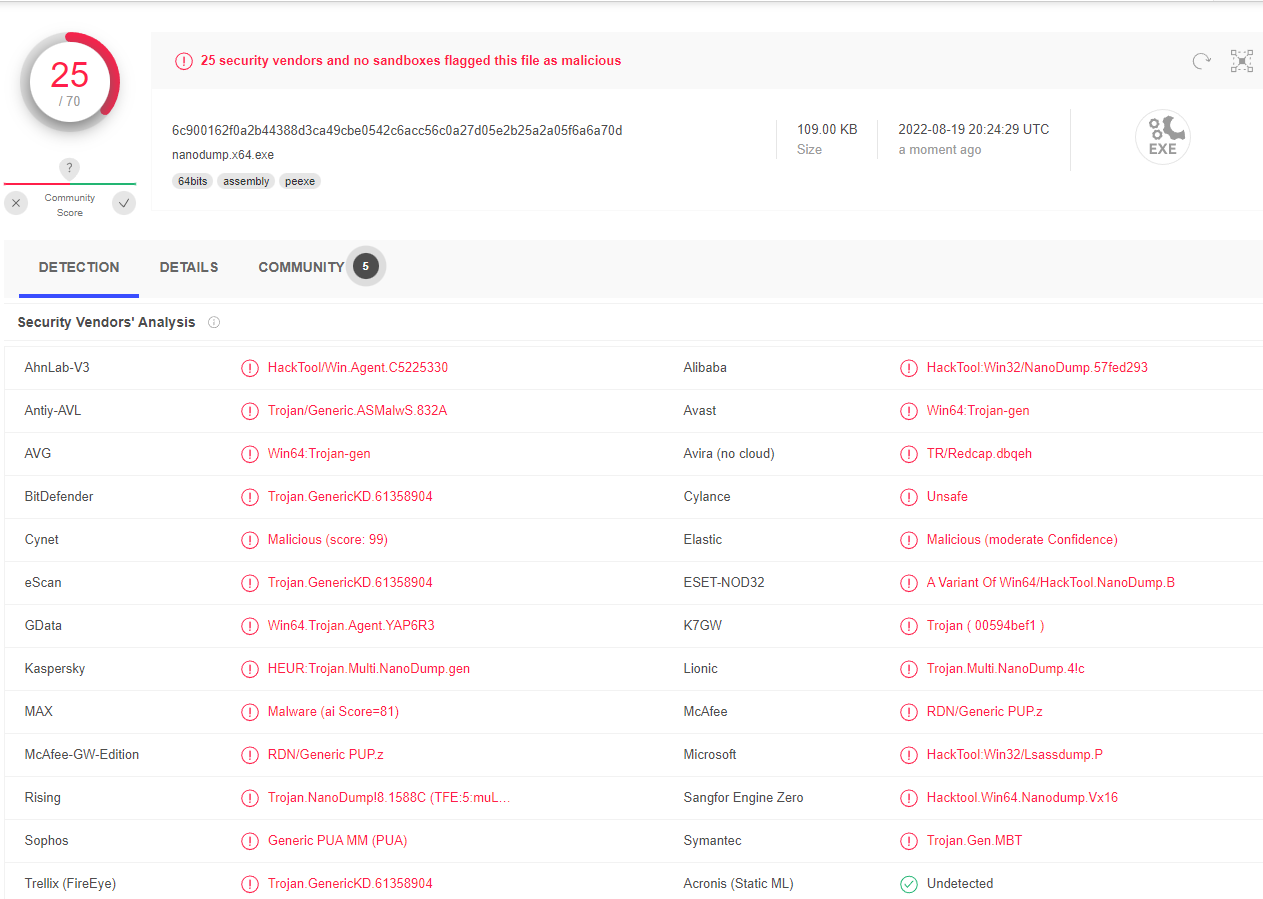 25
/ 70
?
Community
Score
25 security vendors and no sandboxes flagged this file as malicious
6c900162f0a2b44388d3ca49cbe0542c6acc56c0a27d05e2b25a2a05f6a6a70d
nanodump.x64.exe
64bits assembly peexe
109.00 KB
Size
2022-08-19 20:24:29 UTC
a moment ago
EXE
DETECTION DETAILS COMMUNITY 5
Security Vendors' Analysis
AhnLab-V3 HackTool/Win.Agent.C5225330 Alibaba HackTool:Win32/NanoDump.57fed293
Antiy-AVL Trojan/Generic.ASMalwS.832A Avast Win64:Trojan-gen
AVG Win64:Trojan-gen Avira (no cloud) TR/Redcap.dbqeh
BitDefender Trojan.GenericKD.61358904 Cylance Unsafe
Cynet Malicious (score: 99) Elastic Malicious (moderate Confidence)
eScan Trojan.GenericKD.61358904 ESET-NOD32 A Variant Of Win64/HackTool.NanoDump.B
GData Win64.Trojan.Agent.YAP6R3 K7GW Trojan ( 00594bef1 )
Kaspersky HEUR:Trojan.Multi.NanoDump.gen Lionic Trojan.Multi.NanoDump.4!c
MAX Malware (ai Score=81) McAfee RDN/Generic PUP.z
McAfee-GW-Edition RDN/Generic PUP.z Microsoft HackTool:Win32/Lsassdump.P
Rising Trojan.NanoDump!8.1588C (TFE:5:muL... Sangfor Engine Zero Hacktool.Win64.Nanodump.Vx16
Sophos Generic PUA MM (PUA) Symantec Trojan.Gen.MBT
Trellix (FireEye) Trojan.GenericKD.61358904 Acronis (Static ML) Undetected